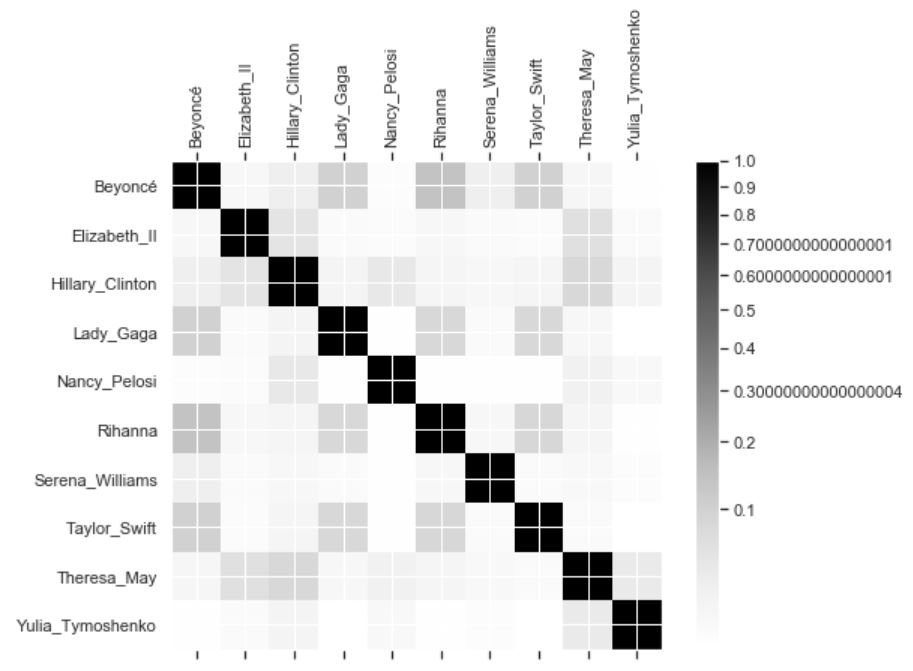 Beyoncé
Elizabeth_II
Hillary_Clinton
Lady_Gaga
Nancy_Pelosi
Rihanna
Serena_Williams
Taylor_Swift
Theresa_May
Yulia_Tymoshenko
Beyoncé
Elizabeth_II
Hillary_Clinton
Lady_Gaga
Nancy_Pelosi
Rihanna
Serena_Williams
Taylor_Swift
Theresa_May
Yulia_Tymoshenko
1.0
0.9
0.8
0.7000000000000001
0.6000000000000001
0.5
0.4
0.30000000000000004
0.2
0.1